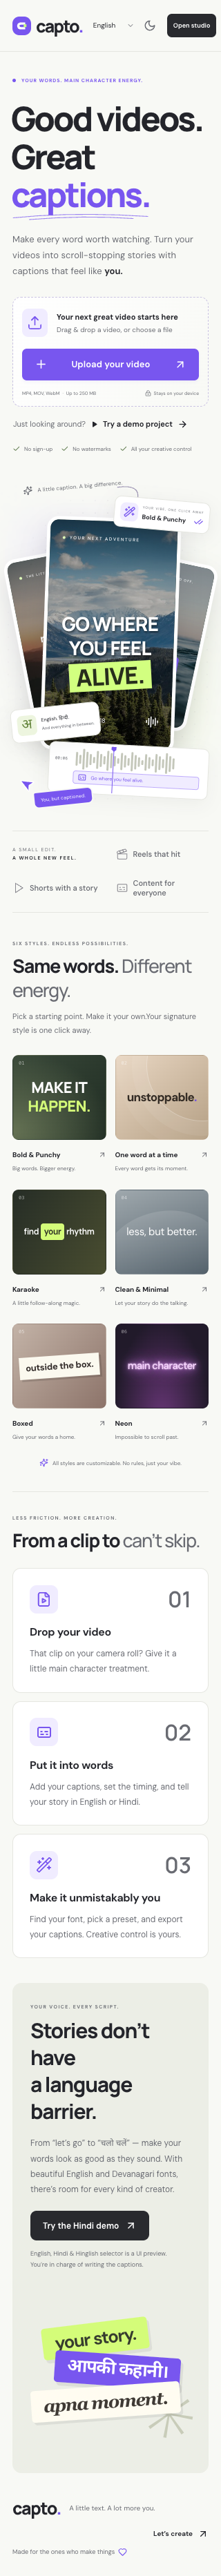 capto.
English
Open studio
YOUR WORDS. MAIN CHARACTER ENERGY.
Good videos.
Great
captions.
Make every word worth watching. Turn your
videos into scroll-stopping stories with
captions that feel like you.
Your next great video starts here
Drag & drop a video, or choose a file
Upload your video
MP4, MOV, WebM Up to 250 MB
Stays on your device
Just looking around? Try a demo project
No sign-up
No watermarks
All your creative control
A little caption. A big difference.
Bold & Punchy
YOUR NEXT ADVENTURE
GO WHERE
YOU FEEL
ALIVE.
अ
English, हिन्दी.
And everything in between.
Go where you feel alive.
You, but captioned.
A SMALL EDIT.
A WHOLE NEW FEEL.
Reels that hit
Shorts with a story
Content for
everyone
SIX STYLES. ENDLESS POSSIBILITIES.
Same words. Different
energy.
Pick a starting point. Make it your own.Your signature
style is one click away.
01
MAKE IT
HAPPEN.
Bold & Punchy
Big words. Bigger energy.
unstoppable.
One word at a time
Every word gets its moment.
03
find your rhythm
Karaoke
A little follow-along magic.
04
less, but better.
Clean & Minimal
Let your story do the talking.
outside the box.
Boxed
Give your words a home.
06
main character
Neon
Impossible to scroll past.
All styles are customizable. No rules, just your vibe.
LESS FRICTION. MORE CREATION.
From a clip to can't skip.
01
Drop your video
That clip on your camera roll? Give it a
little main character treatment.
02
Put it into words
Add your captions, set the timing, and tell
your story in English or Hindi.
03
Make it unmistakably you
Find your font, pick a preset, and export
your captions. Creative control is yours.
YOUR VOICE. EVERY SCRIPT.
Stories don't
have
a language
barrier.
From "let's go" to "चलो चलें" — make your
words look as good as they sound. With
beautiful English and Devanagari fonts,
there's room for every kind of creator.
Try the Hindi demo
English, Hindi & Hinglish selector is a UI preview.
You're in charge of writing the captions.
your story.
आपकी कहानी।
apna moment.
capto.
A little text. A lot more you.
Let's create
Made for the ones who make things